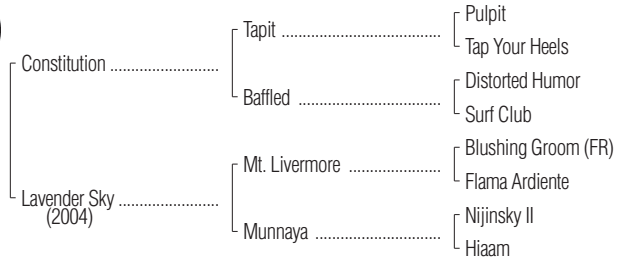 Pulpit
Tapit
Tap Your Heels
Constitution
Distorted Humor
Baffled
Surf Club
Blushing Groom (FR)
Mt. Livermore
Flama Ardiente
Lavender Sky
(2004)
Nijinsky II
Munnaya
Hiaam